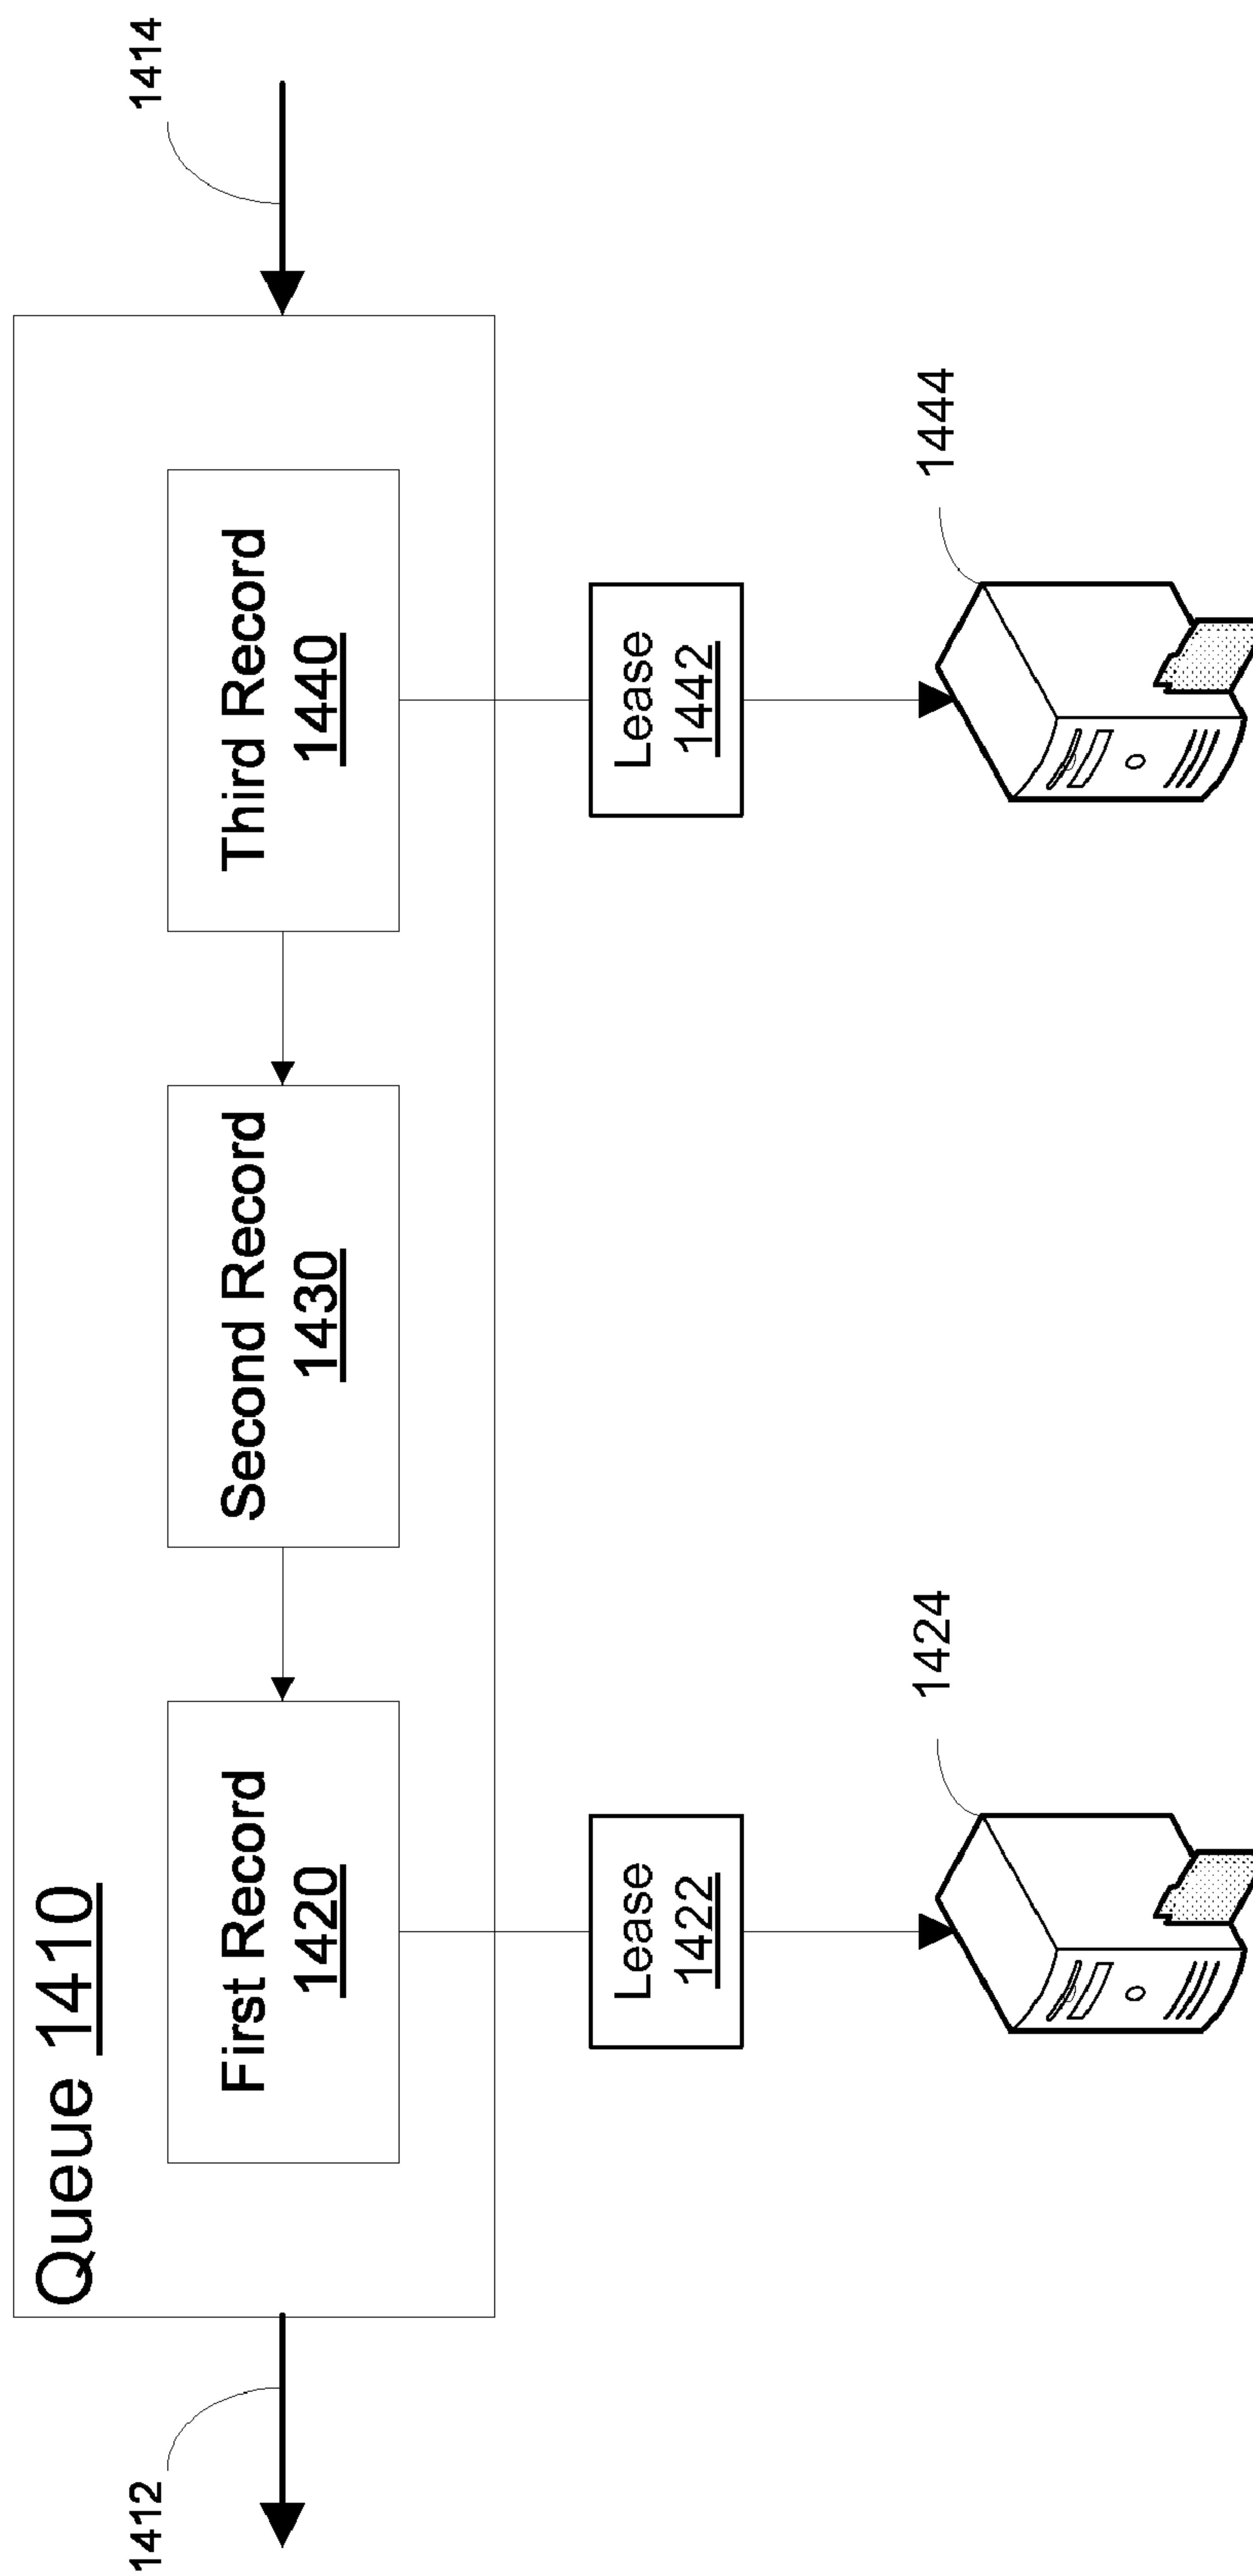 Queue 1410
1412
1414
First Record
1420
Second Record
1430
Third Record
1440
Lease
1422
Lease
1442
1424
1444